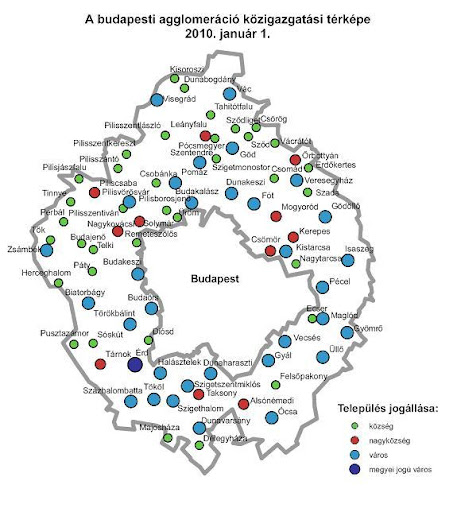 A budapesti agglomeráció közigazgatási térképe
2010. január 1.
Kisoroszi
Dunabogdány
Vác
Visegrád
Tahitótfalu
Pilisszentlászló
Leányfalu
Sződliget
Csörög
Pilisszentkereszt
Pócsmegyer
Sződ
Vácrátót
Szentendre
Göd
Őrbottyán
Pilisszántó
Pomáz
Szigetmonostor
Csomád
Erdőkertes
Pilisjászfalu
Csobánka
Veresegyház
Piliscsaba
Dunakeszi
Tinnye
Pilisvörösvár
Budakalász
Szada
Pilisborosjenő
Fót
Perbál
Pilisszentiván
Üröm
Mogyoród
Gödöllő
Nagykovácsi
Solymár
Tök
Budajenő
Remeteszőlős
Kerepes
Zsámbék
Telki
Csömör
Kistarcsa
Isaszeg
Páty
Budakeszi
Nagytarcsa
Herceghalom
Budapest
Pécel
Biatorbágy
Budaörs
Ecser
Törökbálint
Maglód
Gyömrő
Pusztazámor
Sóskút
Diósd
Vecsés
Tárnok
Érd
Gyál
Üllő
Halásztelek
Dunaharaszti
Százhalombatta
Tököl
Szigetszentmiklós
Felsőpakony
Taksony
Alsónémedi
Szigethalom
Település jogállása:
Dunavarsány
Ócsa
község
Majosháza
nagyközség
Délegyháza
város
megyei jogú város